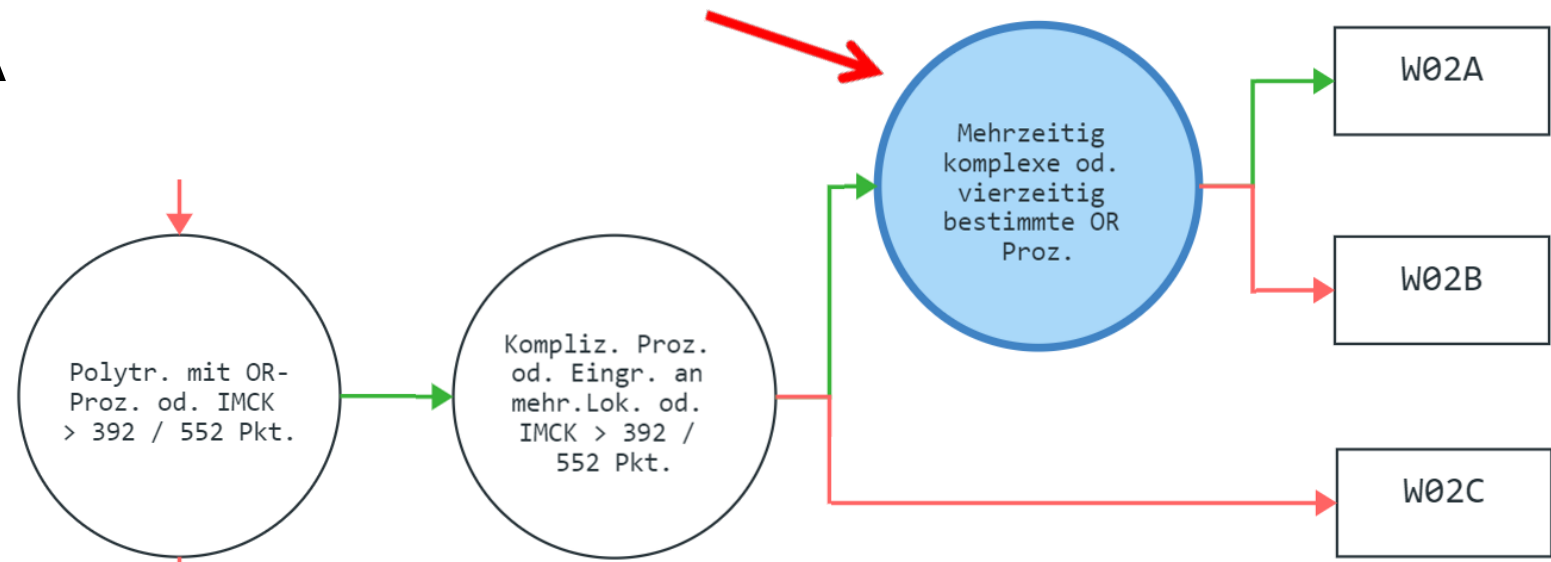 Mehrzeitig
komplexe od.
vierzeitig
bestimmte OR
Proz.
W02A
W02B
Polytr. mit OR-
Proz. od. IMCK
> 392 / 552 Pkt.
Kompliz. Proz.
od. Eingr. an
mehr.Lok. od.
IMCK > 392 /
552 Pkt.
W02C